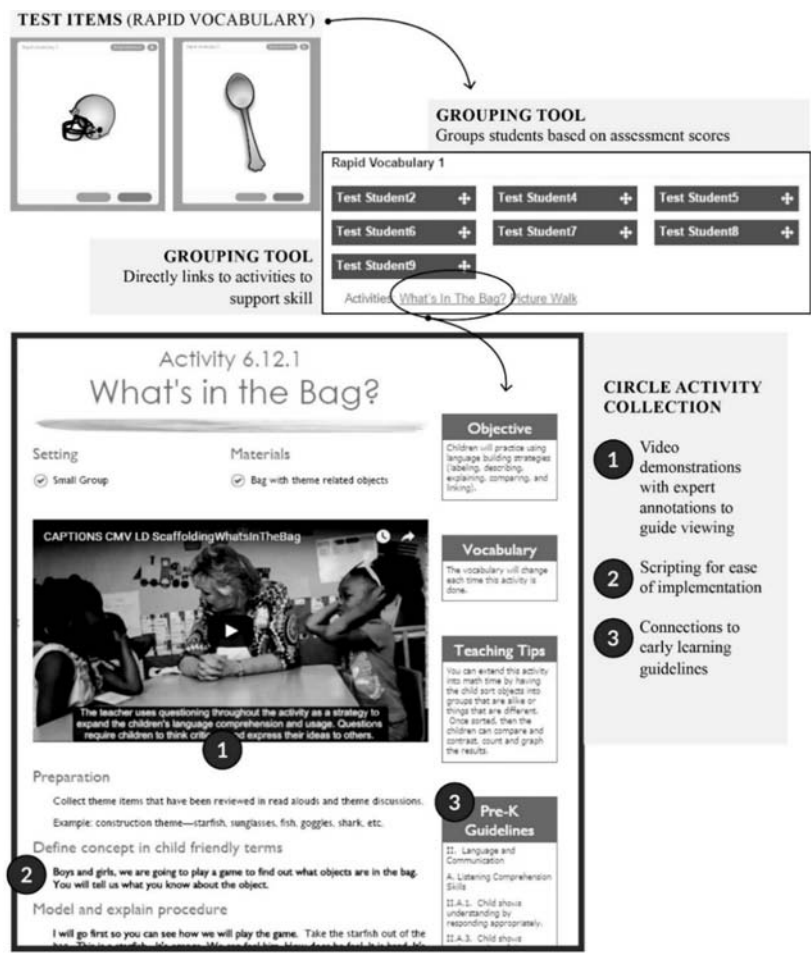 TEST ITEMS (RAPID VOCABULARY)
GROUPING TOOL
Groups students based on assessment scores
Rapid Vocabulary 1
Test Student2
Test Student4
Test Student5
Test Student6
Test Student7
Test Student8
Test Student9
Activities: What's In The Bag? Picture Walk
GROUPING TOOL
Directly links to activities to
support skill
Activity 6.12.1
What's in the Bag?
Setting
Small Group
Materials
Bag with theme related objects
CAPTIONS CMV LD ScaffoldingWhatsInTheBag
The teacher uses questioning throughout the activity as a strategy to
expand the children's language comprehension and usage. Questions
require children to think and express their ideas to others.
1
Preparation
Collect theme items that have been reviewed in read alouds and theme discussions.
Example: construction theme—starfish, sunglasses, fish, goggles, shark, etc.
Define concept in child friendly terms
2
Boys and girls, we are going to play a game to find out what objects are in the bag.
You will tell us what you know about the object.
Model and explain procedure
I will go first so you can see how we will play the game. Take the starfish out of the
Objective
Children will practice using
language building strategies
(labeling, describing,
explaining, comparing, and
linking).
Vocabulary
The vocabulary will change
each time this activity is
done.
Teaching Tips
You can extend this activity
into math time by having
the child sort objects into
groups that are alike or
things that are different.
Once sorted, then the
children can compare and
contrast, count and graph
the results.
3
Pre-K
Guidelines
II. Language and
Communication
A. Listening Comprehension
Skills
II.A.1. Child shows
understanding by
responding appropriately.
II.A.3. Child shows
CIRCLE ACTIVITY
COLLECTION
1 Video
demonstrations
with expert
annotations to
guide viewing
2 Scripting for ease
of implementation
3 Connections to
early learning
guidelines